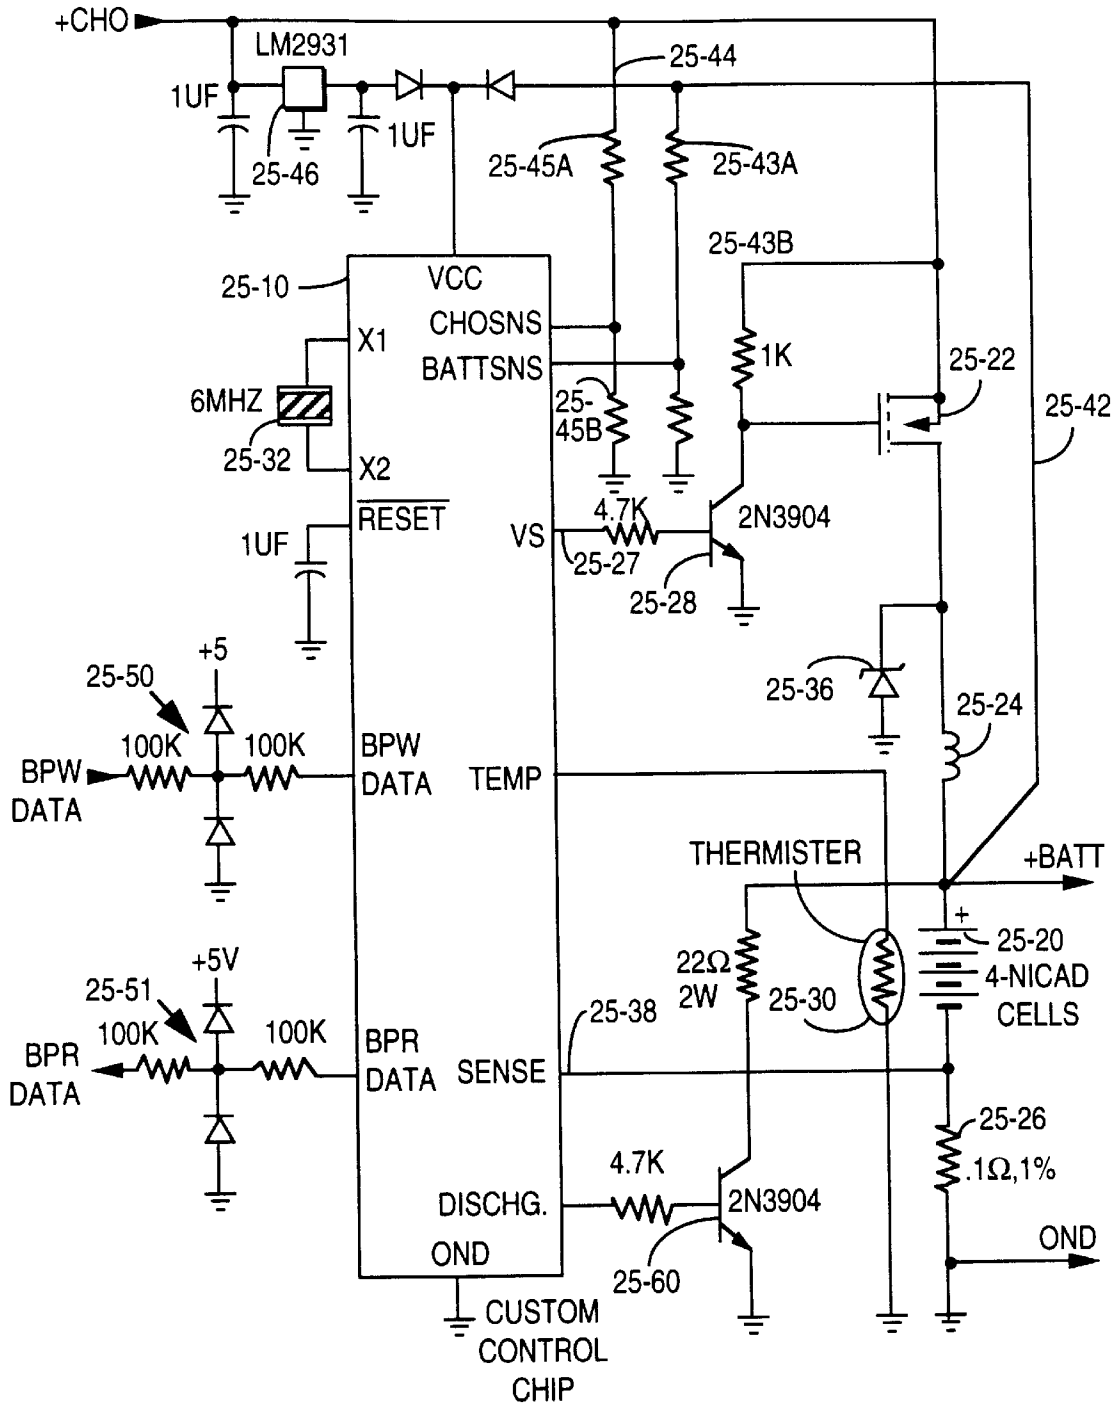 +CHO
LM2931
25-44
1UF
1UF
25-46
25-45A
25-43A
25-43B
25-10
VCC
X1
CHOSNS
BATTSNS
1K
25-22
25-42
6MHZ
25-
45B
25-32
X2
RESET
4.7K
2N3904
1UF
VS
25-27
25-28
+5
25-50
25-36
25-24
100K
100K
BPW
DATA
BPW
DATA
TEMP
THERMISTER
+BATT
+
25-20
4-NICAD
CELLS
22Ω
2W
25-30
+5V
25-51
25-38
100K
100K
BPR
DATA
BPR
DATA
SENSE
25-26
.1Ω,1%
4.7K
DISCHG.
2N3904
OND
OND
25-60
CUSTOM
CONTROL
CHIP